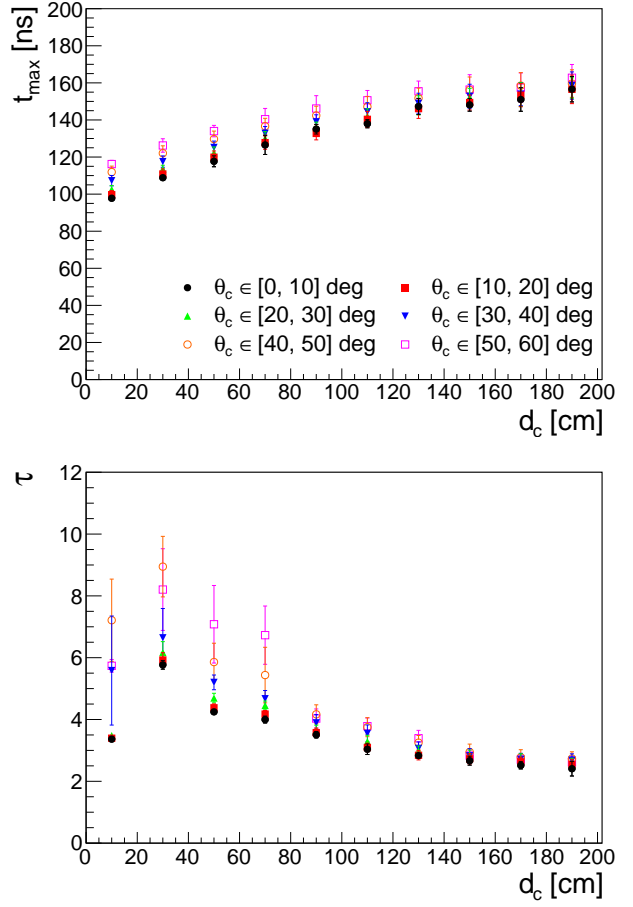 t_max [ns]
200
180
160
140
120
100
80
60
40
20
0
θ_c ∈ [0, 10] deg
θ_c ∈ [10, 20] deg
θ_c ∈ [20, 30] deg
θ_c ∈ [30, 40] deg
θ_c ∈ [40, 50] deg
θ_c ∈ [50, 60] deg
0 20 40 60 80 100 120 140 160 180 200
d_c [cm]
τ
12
10
8
6
4
2
0
0 20 40 60 80 100 120 140 160 180 200
d_c [cm]